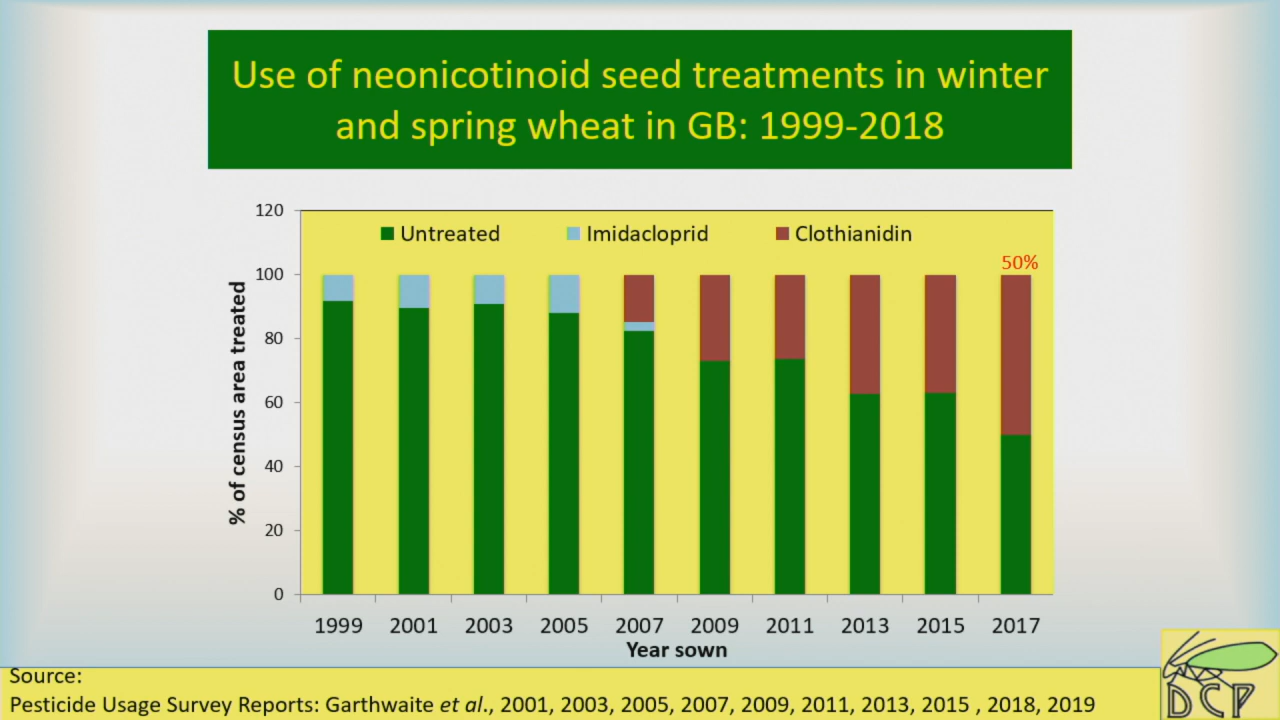 Use of neonicotinoid seed treatments in winter
and spring wheat in GB: 1999-2018
120
Untreated Imidacloprid Clothianidin
50%
100
80
60
40
20
0
% of census area treated
1999 2001 2003 2005 2007 2009 2011 2013 2015 2017
Year sown
Source:
Pesticide Usage Survey Reports: Garthwaite et al., 2001, 2003, 2005, 2007, 2009, 2011, 2013, 2015 , 2018, 2019
DCP